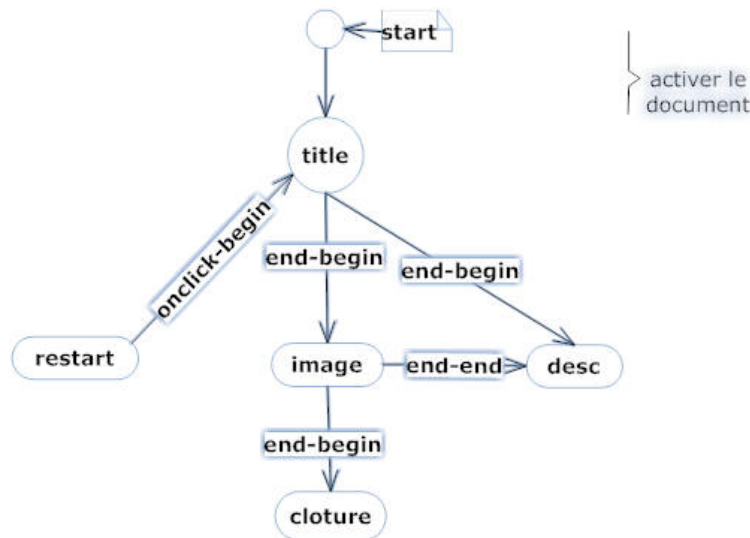 start
activer le
document
title
onclick-begin
end-begin
end-begin
restart
image
end-end
desc
end-begin
cloture